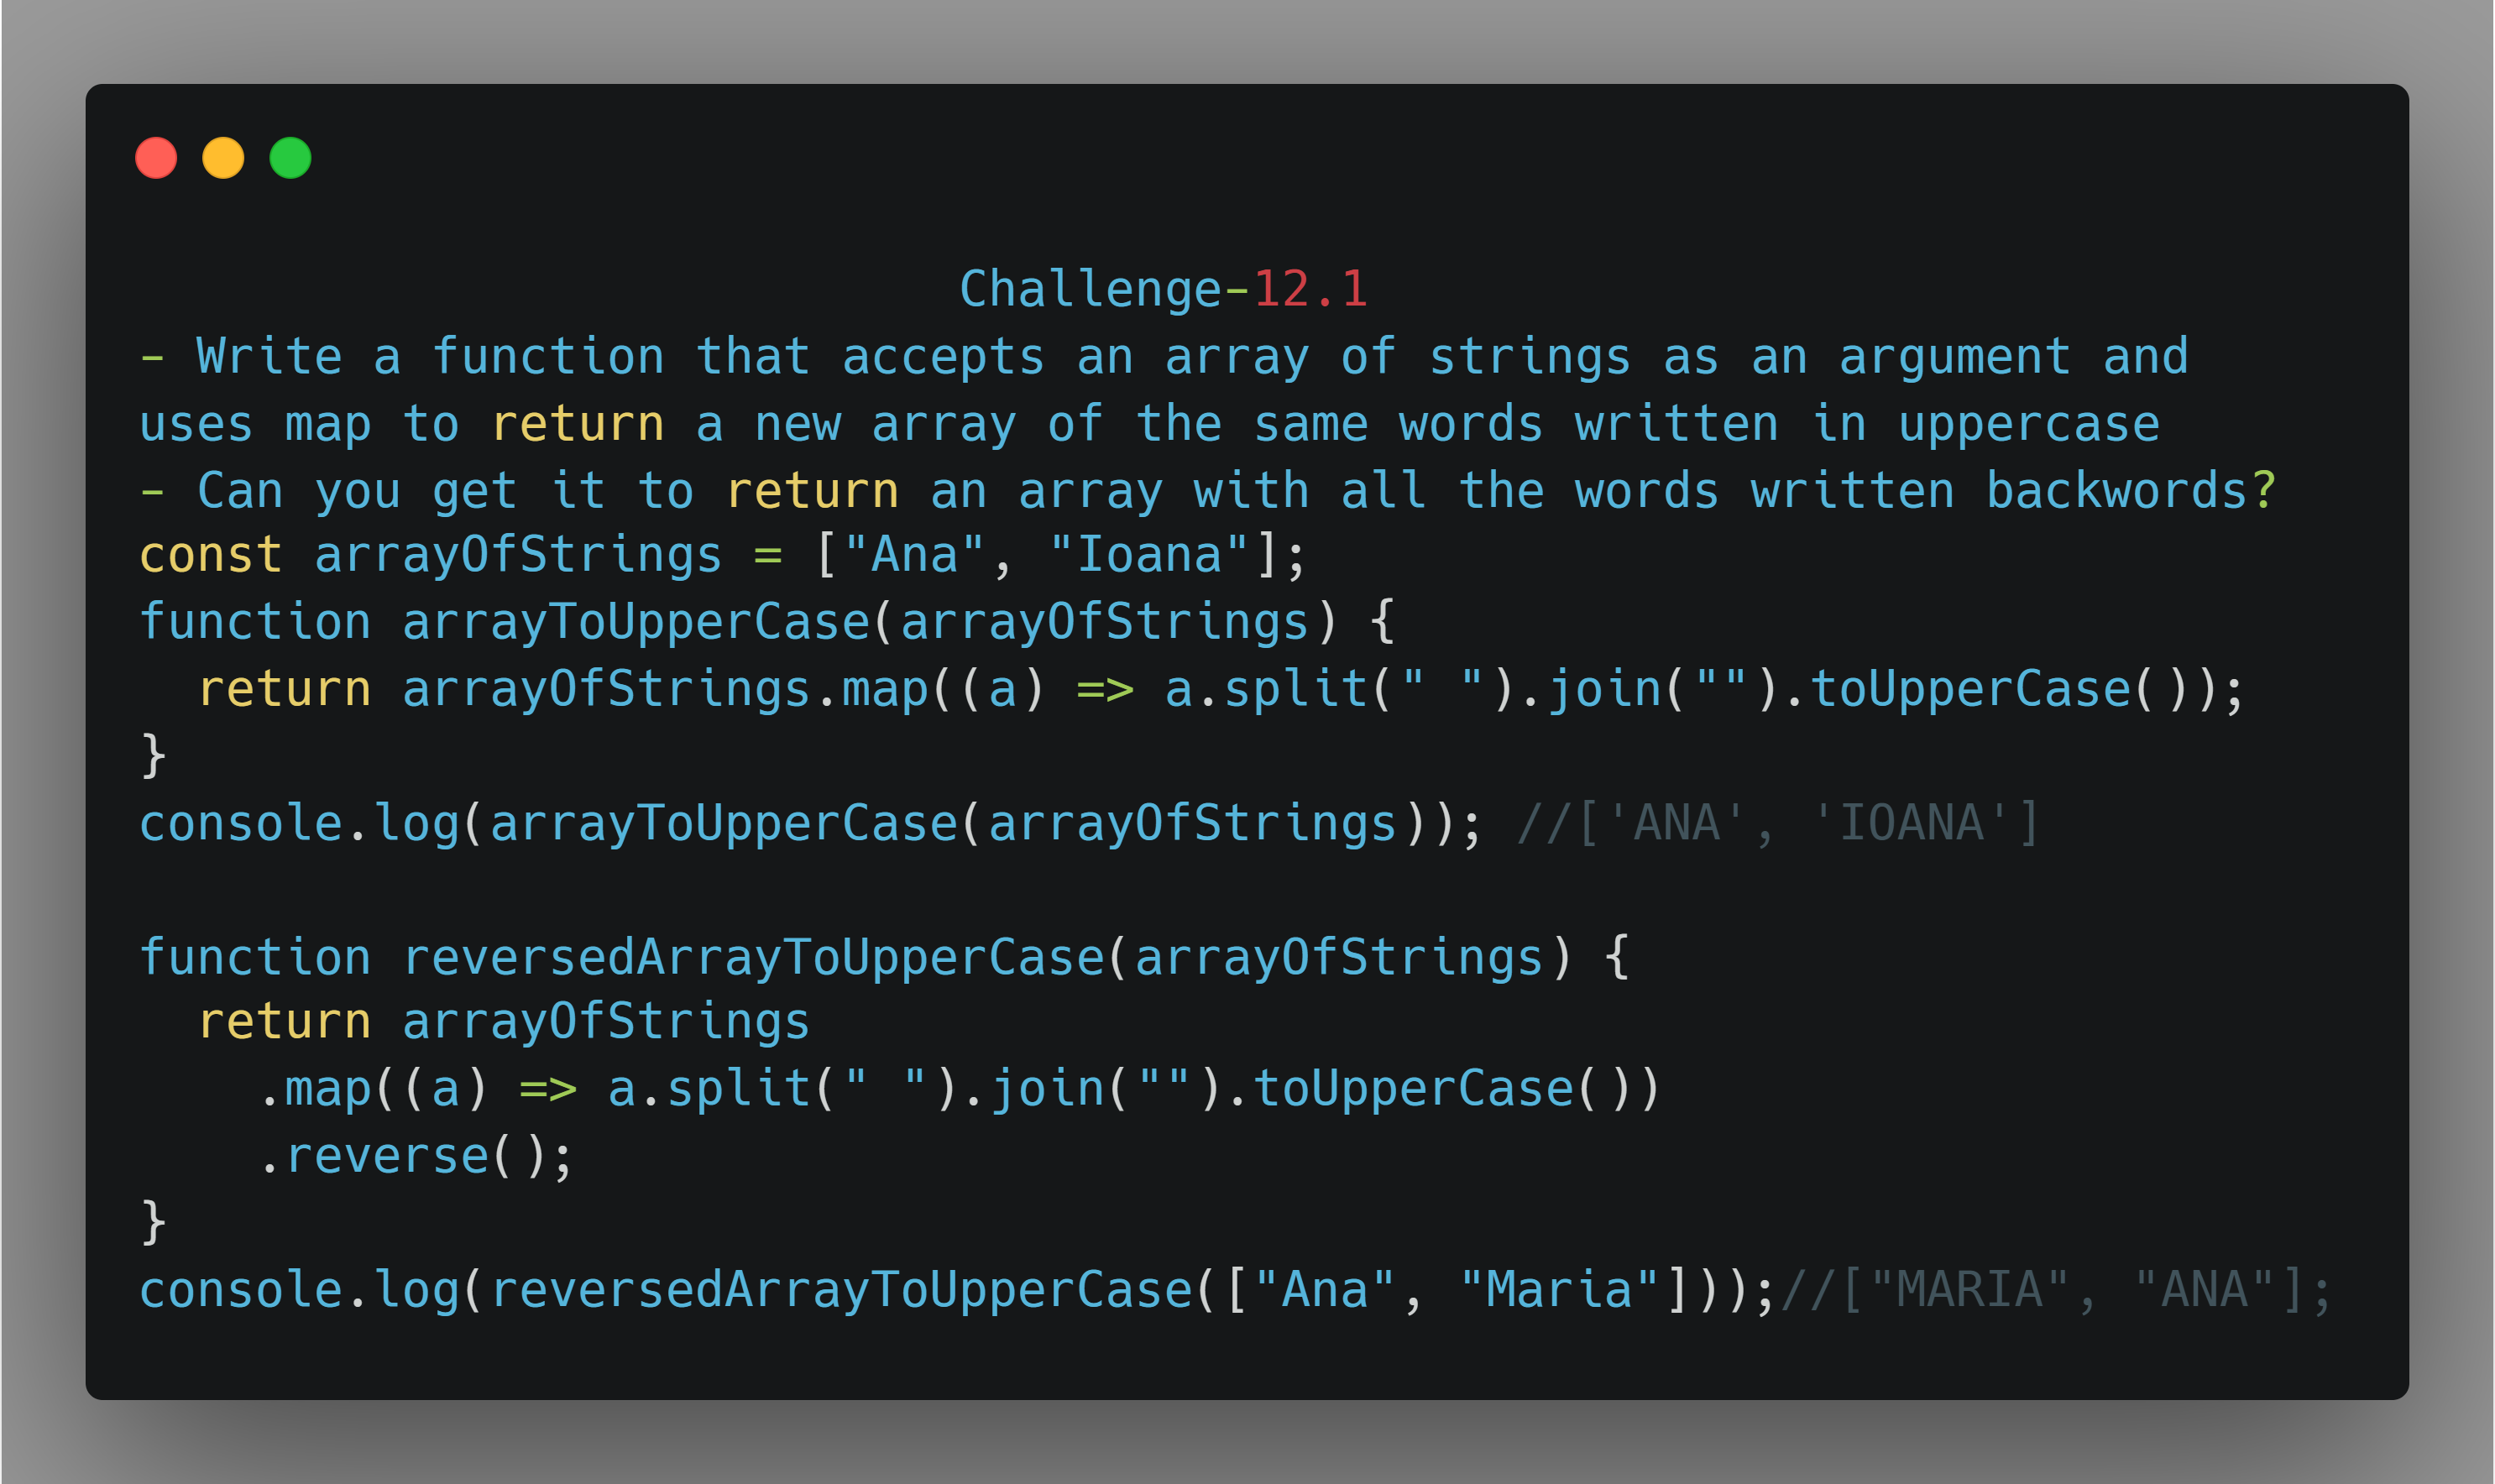 Challenge-12.1
- Write a function that accepts an array of strings as an argument and
uses map to return a new array of the same words written in uppercase
- Can you get it to return an array with all the words written backwords?
const arrayOfStrings = ["Ana", "Ioana"];
function arrayToUpperCase(arrayOfStrings) {
  return arrayOfStrings.map((a) => a.split(" ").join("").toUpperCase());
}
console.log(arrayToUpperCase(arrayOfStrings)); //['ANA', 'IOANA']
function reversedArrayToUpperCase(arrayOfStrings) {
  return arrayOfStrings
    .map((a) => a.split(" ").join("").toUpperCase())
    .reverse();
}
console.log(reversedArrayToUpperCase(["Ana", "Maria"]));//["MARIA", "ANA"];